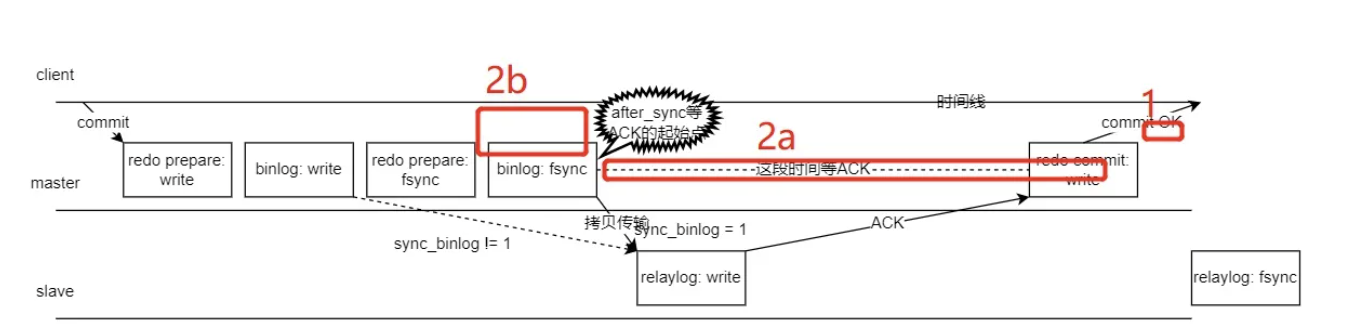 client
2b
时间线
1
commit
after_sync等
ACK的起始点
2a
commit OK
master
redo prepare:
write
binlog: write
redo prepare:
fsync
binlog: fsync
这段时间等ACK
redo commit:
write
拷贝传输
sync_binlog != 1
sync_binlog = 1
ACK
slave
relaylog: write
relaylog: fsync